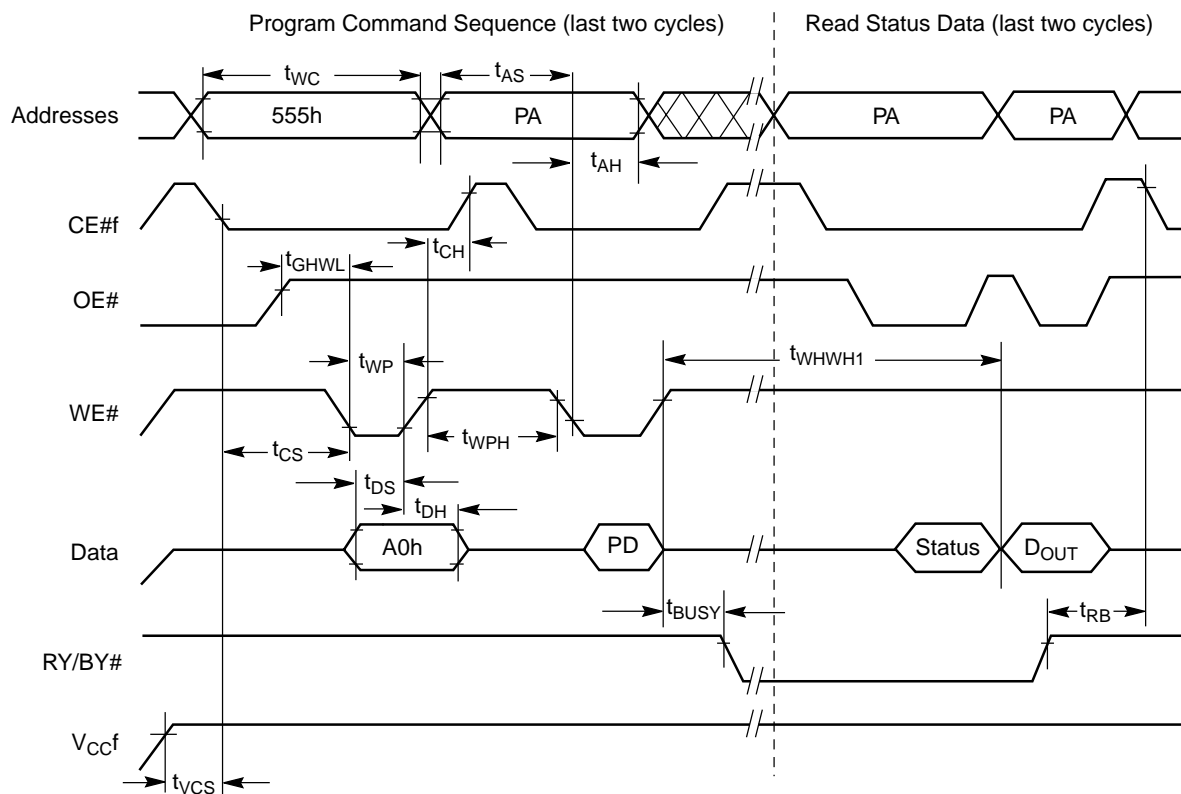 Program Command Sequence (last two cycles)
Read Status Data (last two cycles)
tWC
tAS
Addresses
555h
PA
PA
PA
tAH
CE#f
tCH
tGHWL
OE#
tWP
tWHWH1
WE#
tCS
tWPH
tDS
tDH
Data
A0h
PD
Status
DOUT
tBUSY
tRB
RY/BY#
VCCf
tVCS